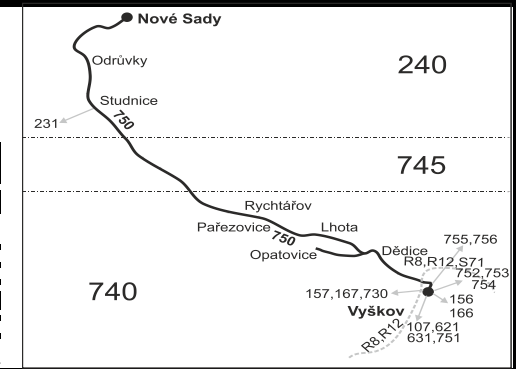 Nové Sady
Odrůvky
240
Studnice
750
231
745
Rychtářov
Pařezovice
750
Lhota
Opatovice
Dědice
755,756
R8,R12,S71
752,753
754
740
157,167,730
156
Vyškov
166
107,621
R8,R12
631,751